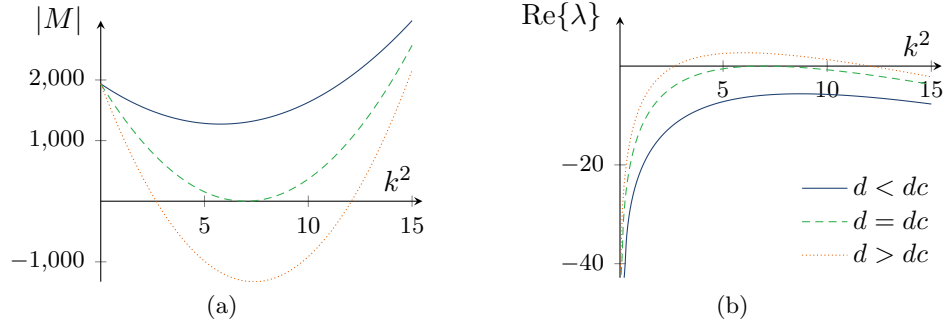 |M|
2,000
1,000
−1,000
5
10
15
k²
(a)
Re{λ}
k²
5
10
15
−20
−40
d < dc
d = dc
d > dc
(b)